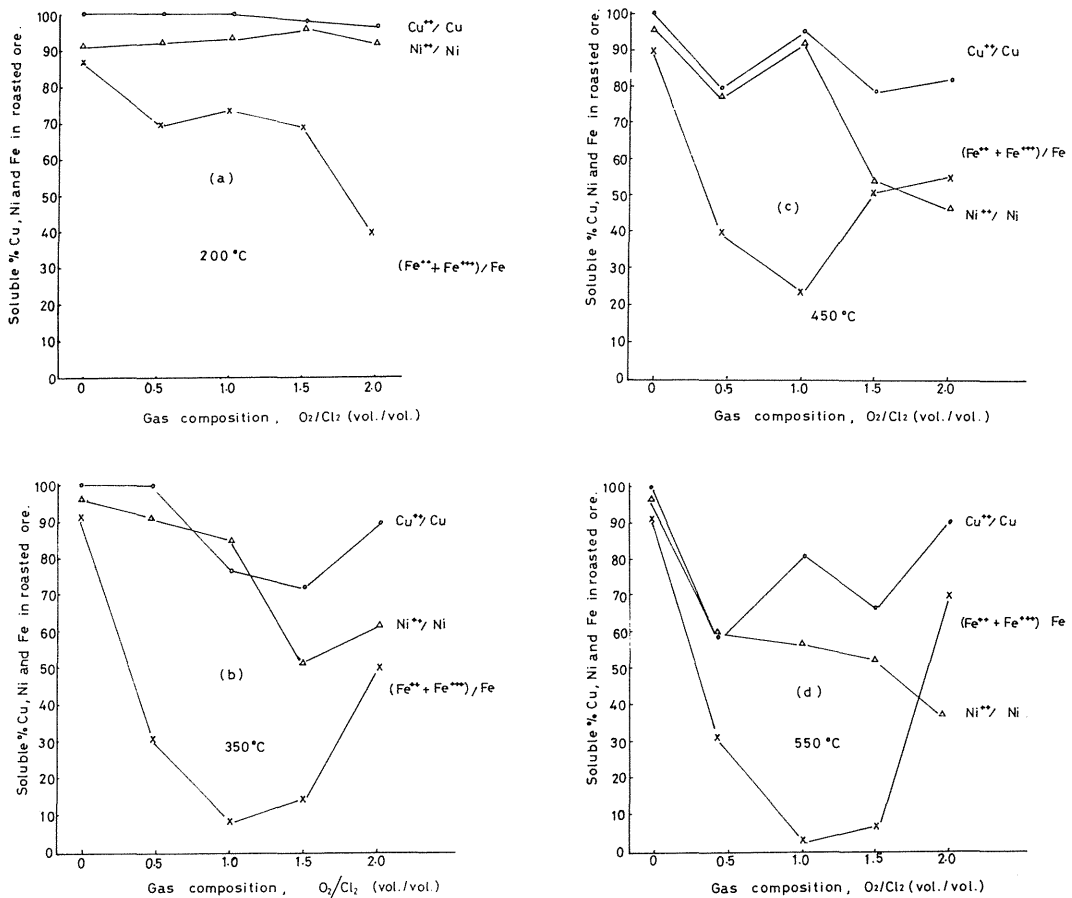 Soluble % Cu, Ni and Fe in roasted ore.
100
90
80
70
60
50
40
30
20
10
0
Cu⁺⁺/ Cu
Ni⁺⁺/ Ni
(a)
200 °C
(Fe⁺⁺ + Fe⁺⁺⁺)/ Fe
0 0·5 1.0 1.5 2.0
Gas composition , O₂/Cl₂ (vol./vol.)
Soluble % Cu, Ni and Fe in roasted ore.
100
90
80
70
60
50
40
30
20
10
0
Cu⁺⁺/ Cu
(Fe⁺⁺ + Fe⁺⁺⁺)/ Fe
(c)
Ni⁺⁺/ Ni
450 °C
0 0.5 1.0 1.5 2.0
Gas composition , O₂/Cl₂ (vol./vol.)
Soluble % Cu, Ni and Fe in roasted ore.
100
90
80
70
60
50
40
30
20
10
0
Cu⁺⁺/ Cu
Ni⁺⁺/ Ni
(b)
(Fe⁺⁺ + Fe⁺⁺⁺) / Fe
350 °C
0 0.5 1.0 1.5 2.0
Gas composition , O₂/Cl₂ (vol./vol.)
Soluble % Cu, Ni and Fe in roasted ore.
100
90
80
70
60
50
40
30
20
10
0
Cu⁺⁺/ Cu
(Fe⁺⁺ + Fe⁺⁺⁺) Fe
(d)
Ni⁺⁺/ Ni
550 °C
0 0.5 1.0 1.5 2.0
Gas composition , O₂/Cl₂ (vol./vol.)